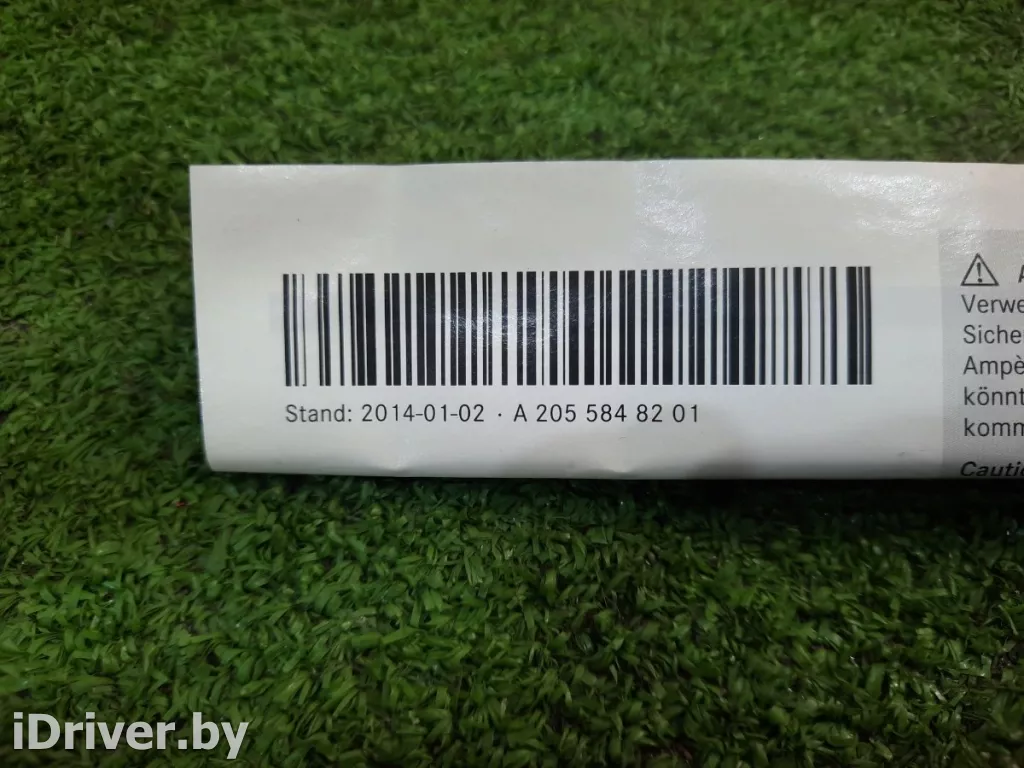 Stand: 2014-01-02 · A 205 584 82 01
Verwe
Siche
Ampè
könnt
komm
Cautio
iDriver.by